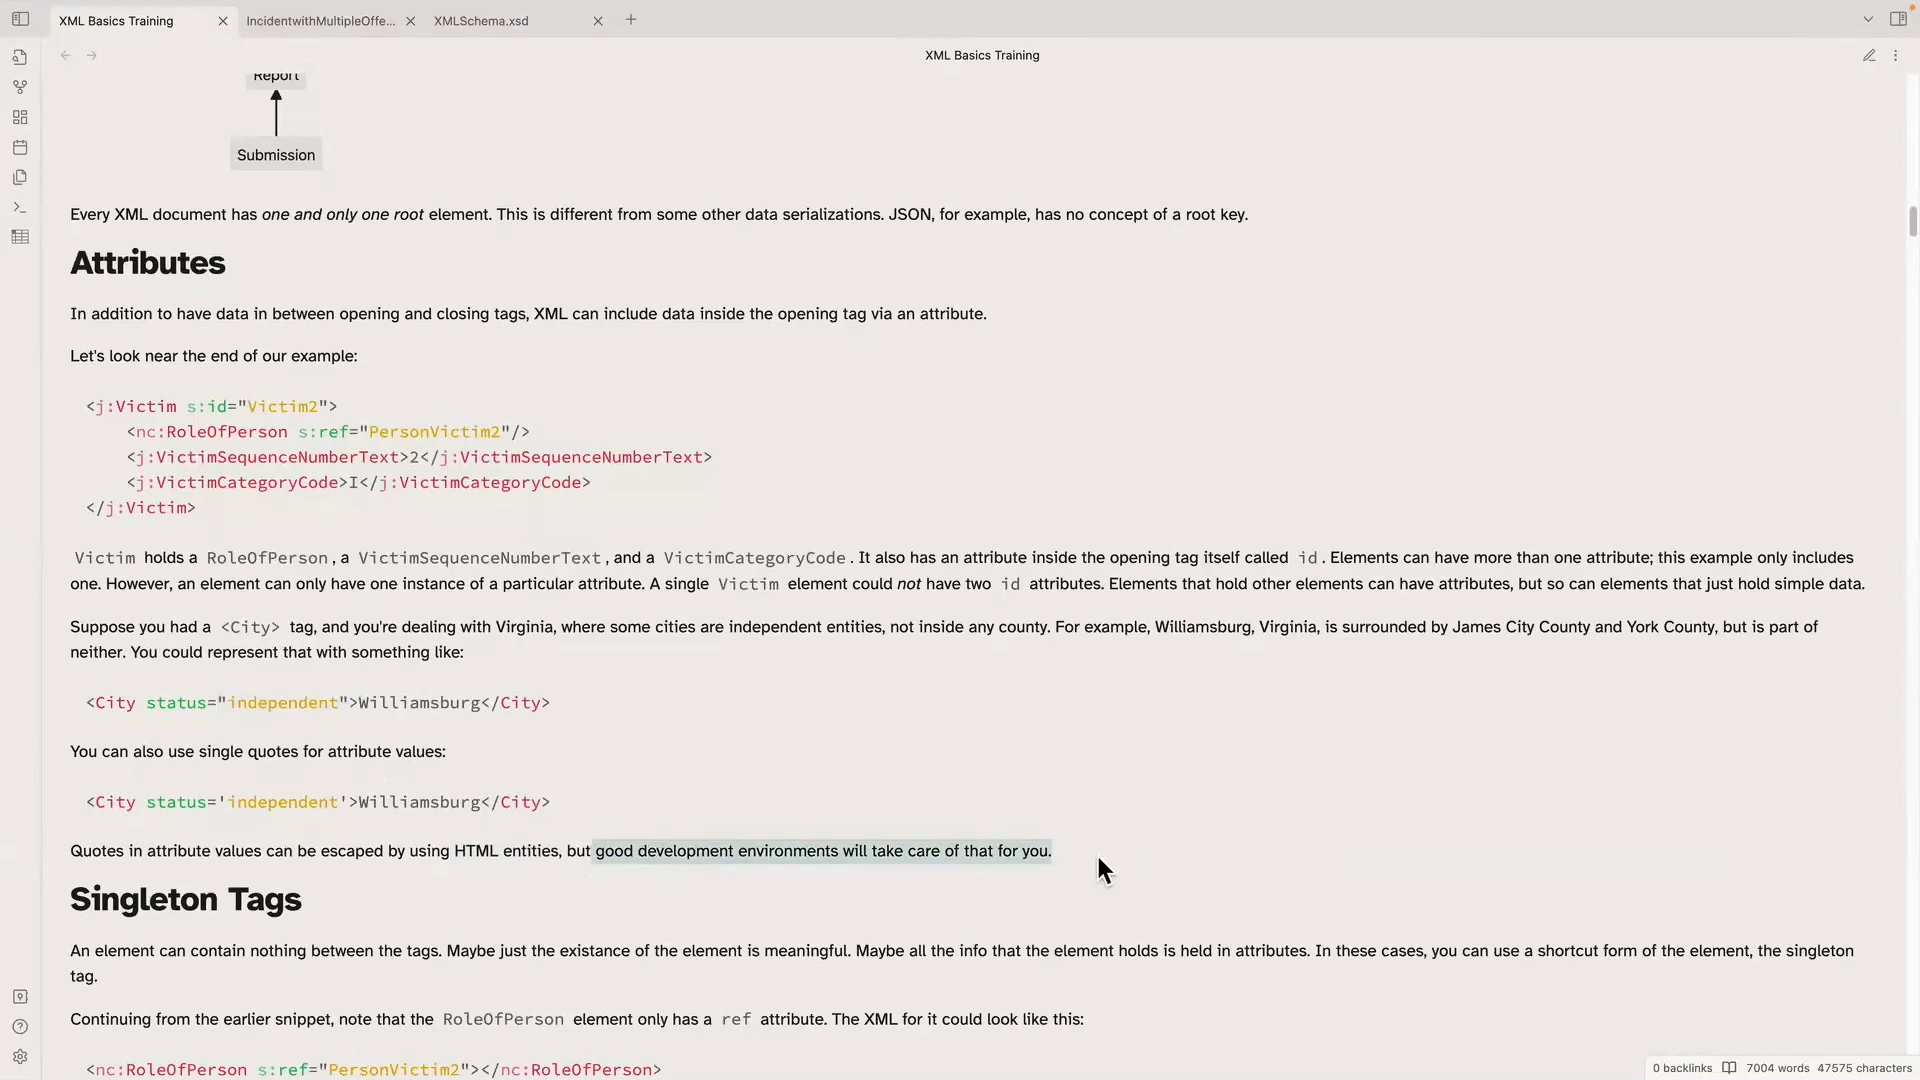 XML Basics Training
IncidentwithMultipleOffe...
XMLSchema.xsd
XML Basics Training
Report
Submission
Every XML document has one and only one root element. This is different from some other data serializations. JSON, for example, has no concept of a root key.
Attributes
In addition to have data in between opening and closing tags, XML can include data inside the opening tag via an attribute.
Let's look near the end of our example:
<j:Victim s:id="Victim2">
<nc:RoleOfPerson s:ref="PersonVictim2"/>
<j:VictimSequenceNumberText>2</j:VictimSequenceNumberText>
<j:VictimCategoryCode>I</j:VictimCategoryCode>
</j:Victim>
Victim holds a RoleOfPerson, a VictimSequenceNumberText, and a VictimCategoryCode. It also has an attribute inside the opening tag itself called id. Elements can have more than one attribute; this example only includes
one. However, an element can only have one instance of a particular attribute. A single Victim element could not have two id attributes. Elements that hold other elements can have attributes, but so can elements that just hold simple data.
Suppose you had a <City> tag, and you're dealing with Virginia, where some cities are independent entities, not inside any county. For example, Williamsburg, Virginia, is surrounded by James City County and York County, but is part of
neither. You could represent that with something like:
<City status="independent">Williamsburg</City>
You can also use single quotes for attribute values:
<City status='independent'>Williamsburg</City>
Quotes in attribute values can be escaped by using HTML entities, but good development environments will take care of that for you.
Singleton Tags
An element can contain nothing between the tags. Maybe just the existance of the element is meaningful. Maybe all the info that the element holds is held in attributes. In these cases, you can use a shortcut form of the element, the singleton
tag.
Continuing from the earlier snippet, note that the RoleOfPerson element only has a ref attribute. The XML for it could look like this:
<nc:RoleOfPerson s:ref="PersonVictim2"></nc:RoleOfPerson>
0 backlinks 7004 words 47575 characters